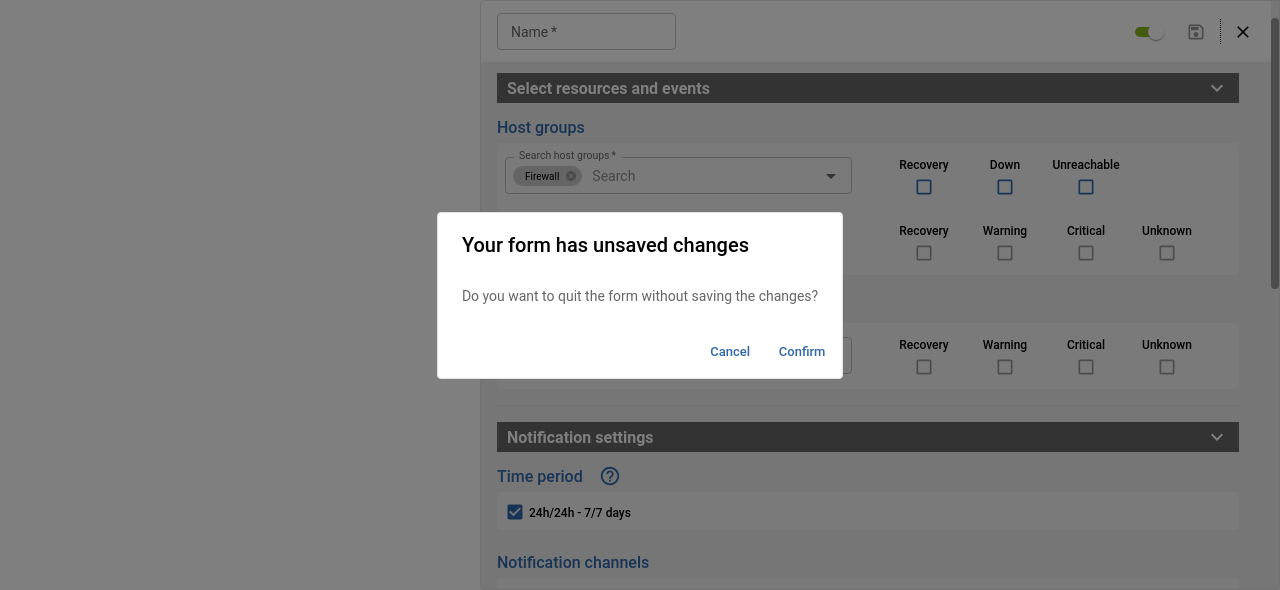 Name *
Select resources and events
Host groups
Search host groups *
Firewall
Search
Recovery Down Unreachable
Recovery Warning Critical Unknown
Your form has unsaved changes
Do you want to quit the form without saving the changes?
Cancel Confirm
Recovery Warning Critical Unknown
Notification settings
Time period
24h/24h - 7/7 days
Notification channels